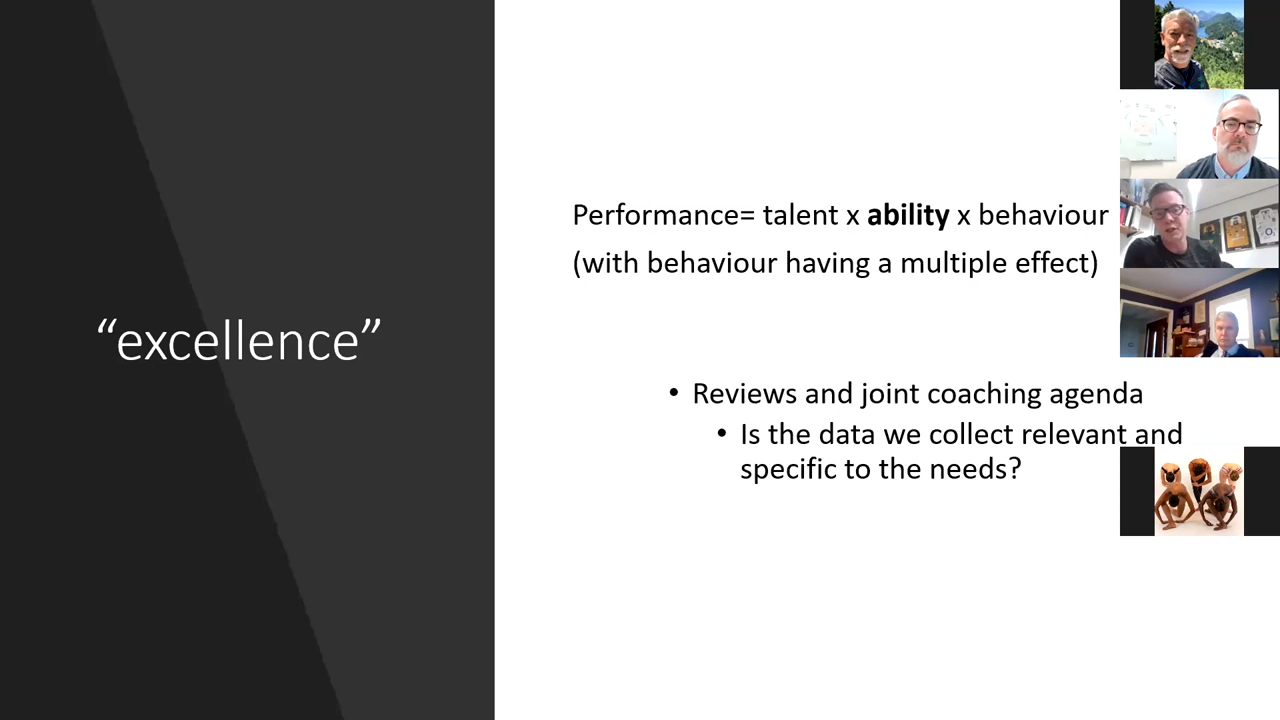 “excellence”
Performance= talent x ability x behaviour
(with behaviour having a multiple effect)
• Reviews and joint coaching agenda
• Is the data we collect relevant and
specific to the needs?